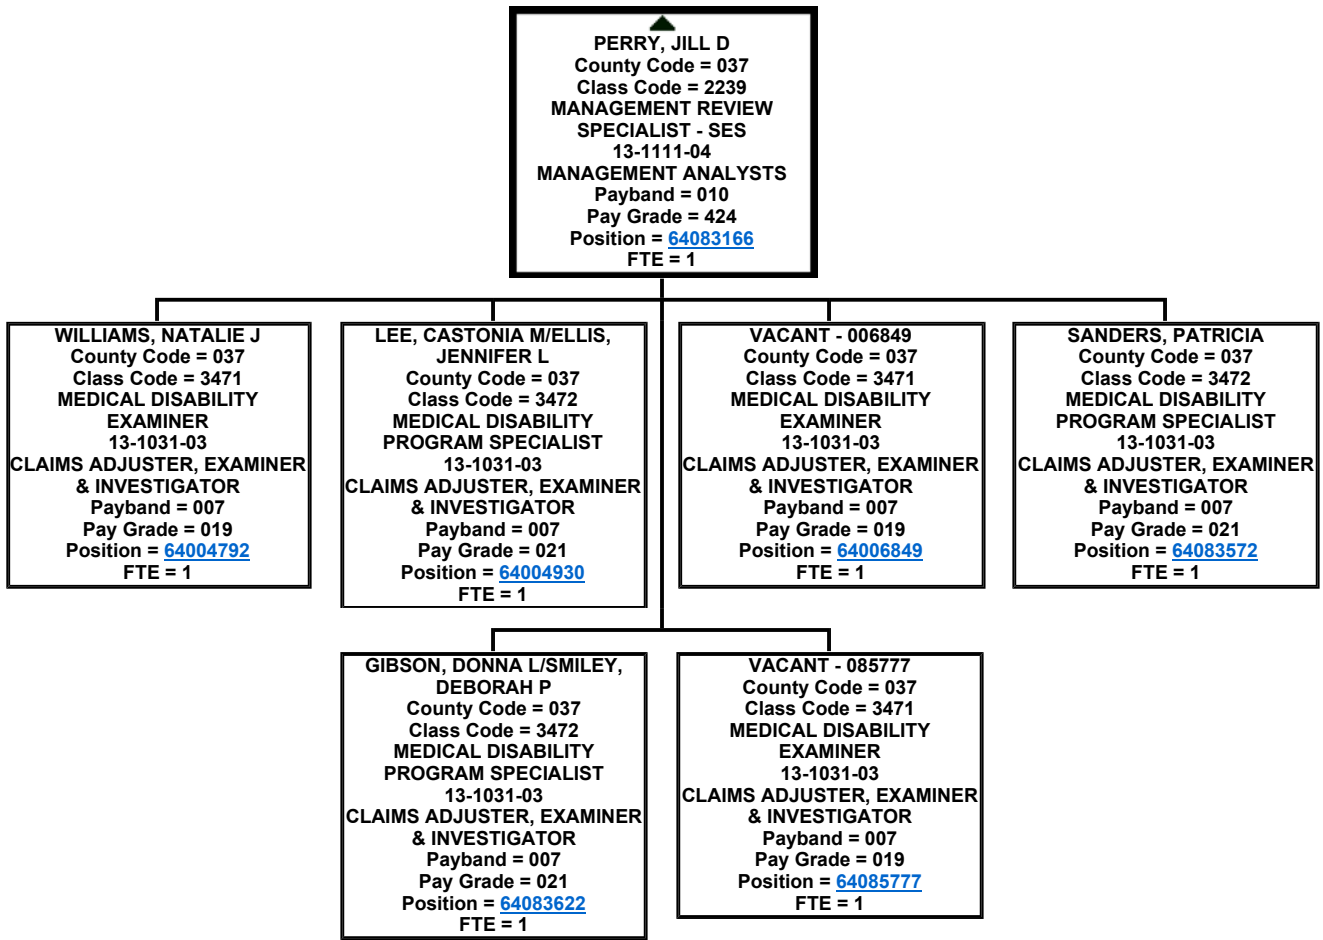 PERRY, JILL D
County Code = 037
Class Code = 2239
MANAGEMENT REVIEW
SPECIALIST - SES
13-1111-04
MANAGEMENT ANALYSTS
Payband = 010
Pay Grade = 424
Position = 64083166
FTE = 1
WILLIAMS, NATALIE J
County Code = 037
Class Code = 3471
MEDICAL DISABILITY
EXAMINER
13-1031-03
CLAIMS ADJUSTER, EXAMINER
& INVESTIGATOR
Payband = 007
Pay Grade = 019
Position = 64004792
FTE = 1
LEE, CASTONIA M/ELLIS,
JENNIFER L
County Code = 037
Class Code = 3472
MEDICAL DISABILITY
PROGRAM SPECIALIST
13-1031-03
CLAIMS ADJUSTER, EXAMINER
& INVESTIGATOR
Payband = 007
Pay Grade = 021
Position = 64004930
FTE = 1
VACANT - 006849
County Code = 037
Class Code = 3471
MEDICAL DISABILITY
EXAMINER
13-1031-03
CLAIMS ADJUSTER, EXAMINER
& INVESTIGATOR
Payband = 007
Pay Grade = 019
Position = 64006849
FTE = 1
SANDERS, PATRICIA
County Code = 037
Class Code = 3472
MEDICAL DISABILITY
PROGRAM SPECIALIST
13-1031-03
CLAIMS ADJUSTER, EXAMINER
& INVESTIGATOR
Payband = 007
Pay Grade = 021
Position = 64083572
FTE = 1
GIBSON, DONNA L/SMILEY,
DEBORAH P
County Code = 037
Class Code = 3472
MEDICAL DISABILITY
PROGRAM SPECIALIST
13-1031-03
CLAIMS ADJUSTER, EXAMINER
& INVESTIGATOR
Payband = 007
Pay Grade = 021
Position = 64083622
FTE = 1
VACANT - 085777
County Code = 037
Class Code = 3471
MEDICAL DISABILITY
EXAMINER
13-1031-03
CLAIMS ADJUSTER, EXAMINER
& INVESTIGATOR
Payband = 007
Pay Grade = 019
Position = 64085777
FTE = 1